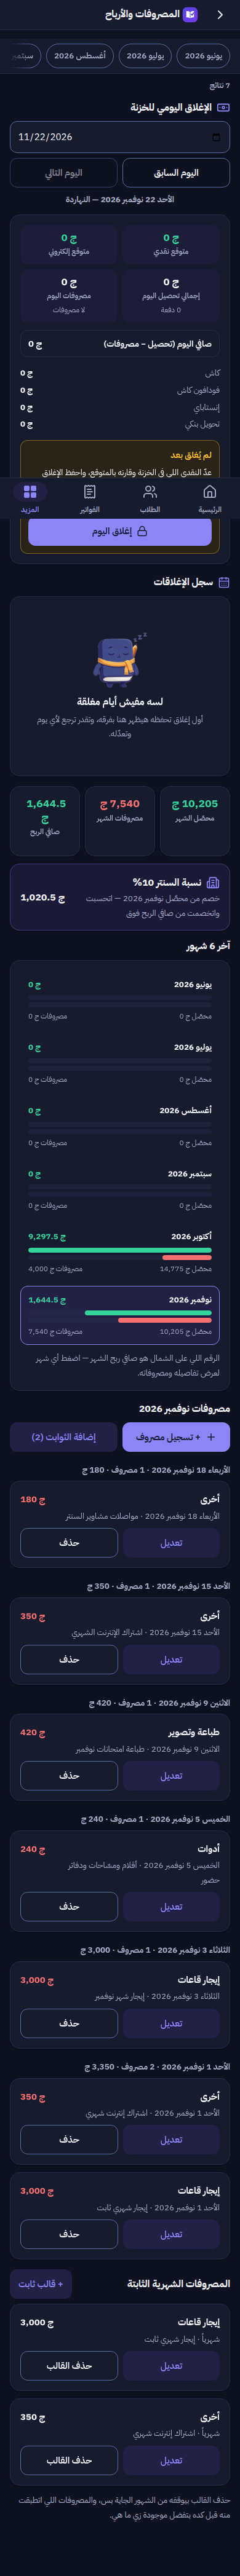 المصروفات والأرباح
يونيو 2026
يوليو 2026
أغسطس 2026
7 نتائج
الإغلاق اليومي للخزنة
11/22/2026
اليوم السابق
اليوم التالي
الأحد 22 نوفمبر 2026 — النهاردة
0 ج
متوقع نقدي
0 ج
متوقع إلكتروني
0 ج
إجمالي تحصيل اليوم
0 دفعة
0 ج
مصروفات اليوم
لا مصروفات
صافي اليوم (تحصيل − مصروفات)
0 ج
كاش
0 ج
فودافون كاش
0 ج
إنستاباي
0 ج
تحويل بنكي
0 ج
لم يُغلق بعد
عدّ النقدي اللي في الخزنة وقارنه بالمتوقع، واحفظ الإغلاق
الرئيسية
الطلاب
الفواتير
المزيد
إغلاق اليوم
سجل الإغلاقات
لسه مفيش أيام مقفلة
أول إغلاق تحفظه هيظهر هنا بفرقه، وتقدر ترجع لأي يوم
وتعدّله.
10,205 ج
محصّل الشهر
7,540 ج
مصروفات الشهر
1,644.5
ج
صافي الربح
نسبة السنتر 10%
خصم من محصّل نوفمبر 2026 — اتحسبت
واتخصمت من صافي الربح فوق
1,020.5 ج
آخر 6 شهور
يونيو 2026
0 ج
محصّل 0 ج
مصروفات 0 ج
يوليو 2026
0 ج
محصّل 0 ج
مصروفات 0 ج
أغسطس 2026
0 ج
محصّل 0 ج
مصروفات 0 ج
سبتمبر 2026
0 ج
محصّل 0 ج
مصروفات 0 ج
أكتوبر 2026
9,297.5 ج
محصّل 14,775 ج
مصروفات 4,000 ج
نوفمبر 2026
1,644.5 ج
محصّل 10,205 ج
مصروفات 7,540 ج
الرقم اللي على الشمال هو صافي ربح الشهر — اضغط أي شهر
لعرض تفاصيله ومصروفاته.
مصروفات نوفمبر 2026
+ تسجيل مصروف
إضافة الثوابت (2)
الأربعاء 18 نوفمبر 2026 · 1 مصروف · 180 ج
أخرى
180 ج
الأربعاء 18 نوفمبر 2026 · مواصلات مشاوير السنتر
تعديل
حذف
الأحد 15 نوفمبر 2026 · 1 مصروف · 350 ج
أخرى
350 ج
الأحد 15 نوفمبر 2026 · اشتراك الإنترنت الشهري
تعديل
حذف
الاثنين 9 نوفمبر 2026 · 1 مصروف · 420 ج
طباعة وتصوير
420 ج
الاثنين 9 نوفمبر 2026 · طباعة امتحانات نوفمبر
تعديل
حذف
الخميس 5 نوفمبر 2026 · 1 مصروف · 240 ج
أدوات
240 ج
الخميس 5 نوفمبر 2026 · أقلام ومسّاحات ودفاتر
حضور
تعديل
حذف
الثلاثاء 3 نوفمبر 2026 · 1 مصروف · 3,000 ج
إيجار قاعات
3,000 ج
الثلاثاء 3 نوفمبر 2026 · إيجار شهر نوفمبر
تعديل
حذف
الأحد 1 نوفمبر 2026 · 2 مصروف · 3,350 ج
أخرى
350 ج
الأحد 1 نوفمبر 2026 · اشتراك إنترنت شهري
تعديل
حذف
إيجار قاعات
3,000 ج
الأحد 1 نوفمبر 2026 · إيجار شهري ثابت
تعديل
حذف
المصروفات الشهرية الثابتة
+ قالب ثابت
إيجار قاعات
3,000 ج
شهرياً · إيجار شهري ثابت
تعديل
حذف القالب
أخرى
350 ج
شهرياً · اشتراك إنترنت شهري
تعديل
حذف القالب
حذف القالب بيوقفه من الشهور الجاية بس، والمصروفات اللي اتطبقت
منه قبل كده بتفضل موجودة زي ما هي.